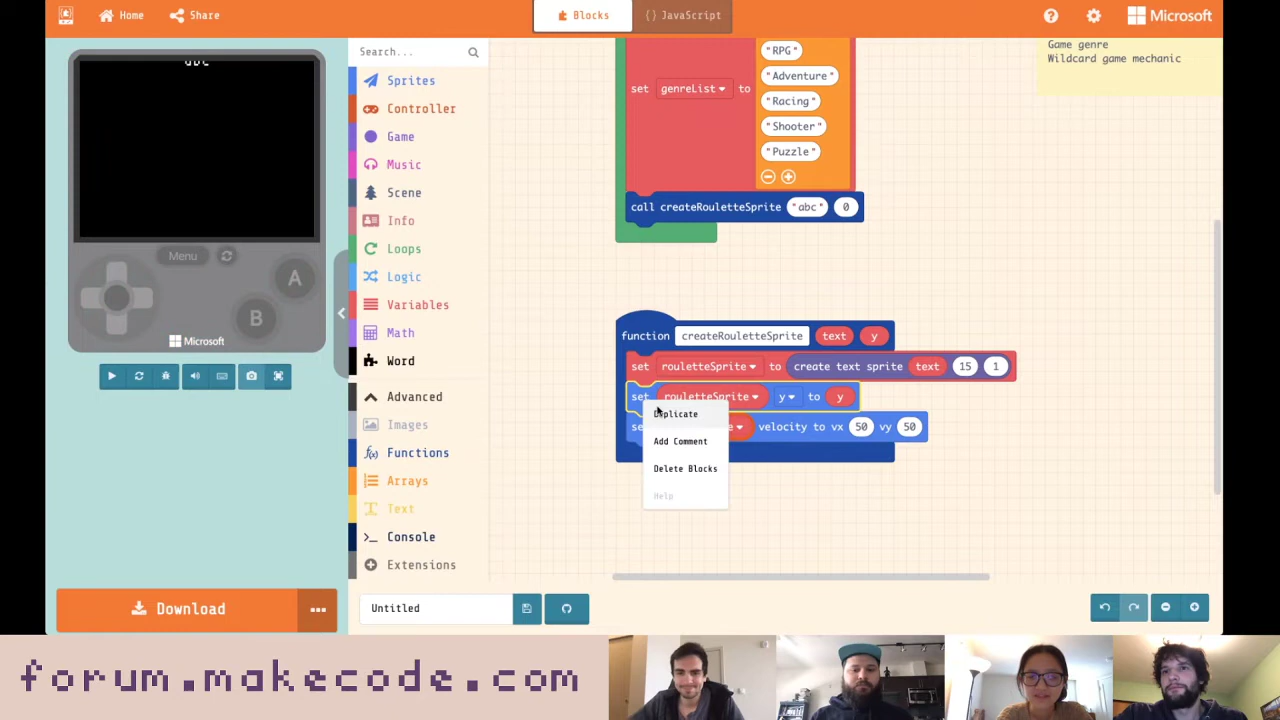 Home
Share
Blocks
{} JavaScript
Microsoft
abc
Menu
A
B
Microsoft
Search...
Sprites
Controller
Game
Music
Scene
Info
Loops
Logic
Variables
Math
Word
Advanced
Images
Functions
Arrays
Text
Console
Extensions
Game genre
Wildcard game mechanic
set genreList to
"RPG"
"Adventure"
"Racing"
"Shooter"
"Puzzle"
call createRouletteSprite "abc" 0
function createRouletteSprite text y
set rouletteSprite to create text sprite text 15 1
set rouletteSprite y to y
velocity to vx 50 vy 50
Duplicate
Add Comment
Delete Blocks
Help
Download
Untitled
forum.makecode.com